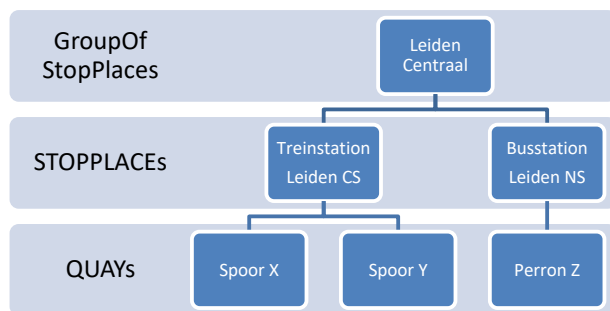 GroupOf
StopPlaces
Leiden
Centraal
STOPPLACEs
Treinstation
Leiden CS
Busstation
Leiden NS
QUAYs
Spoor X
Spoor Y
Perron Z